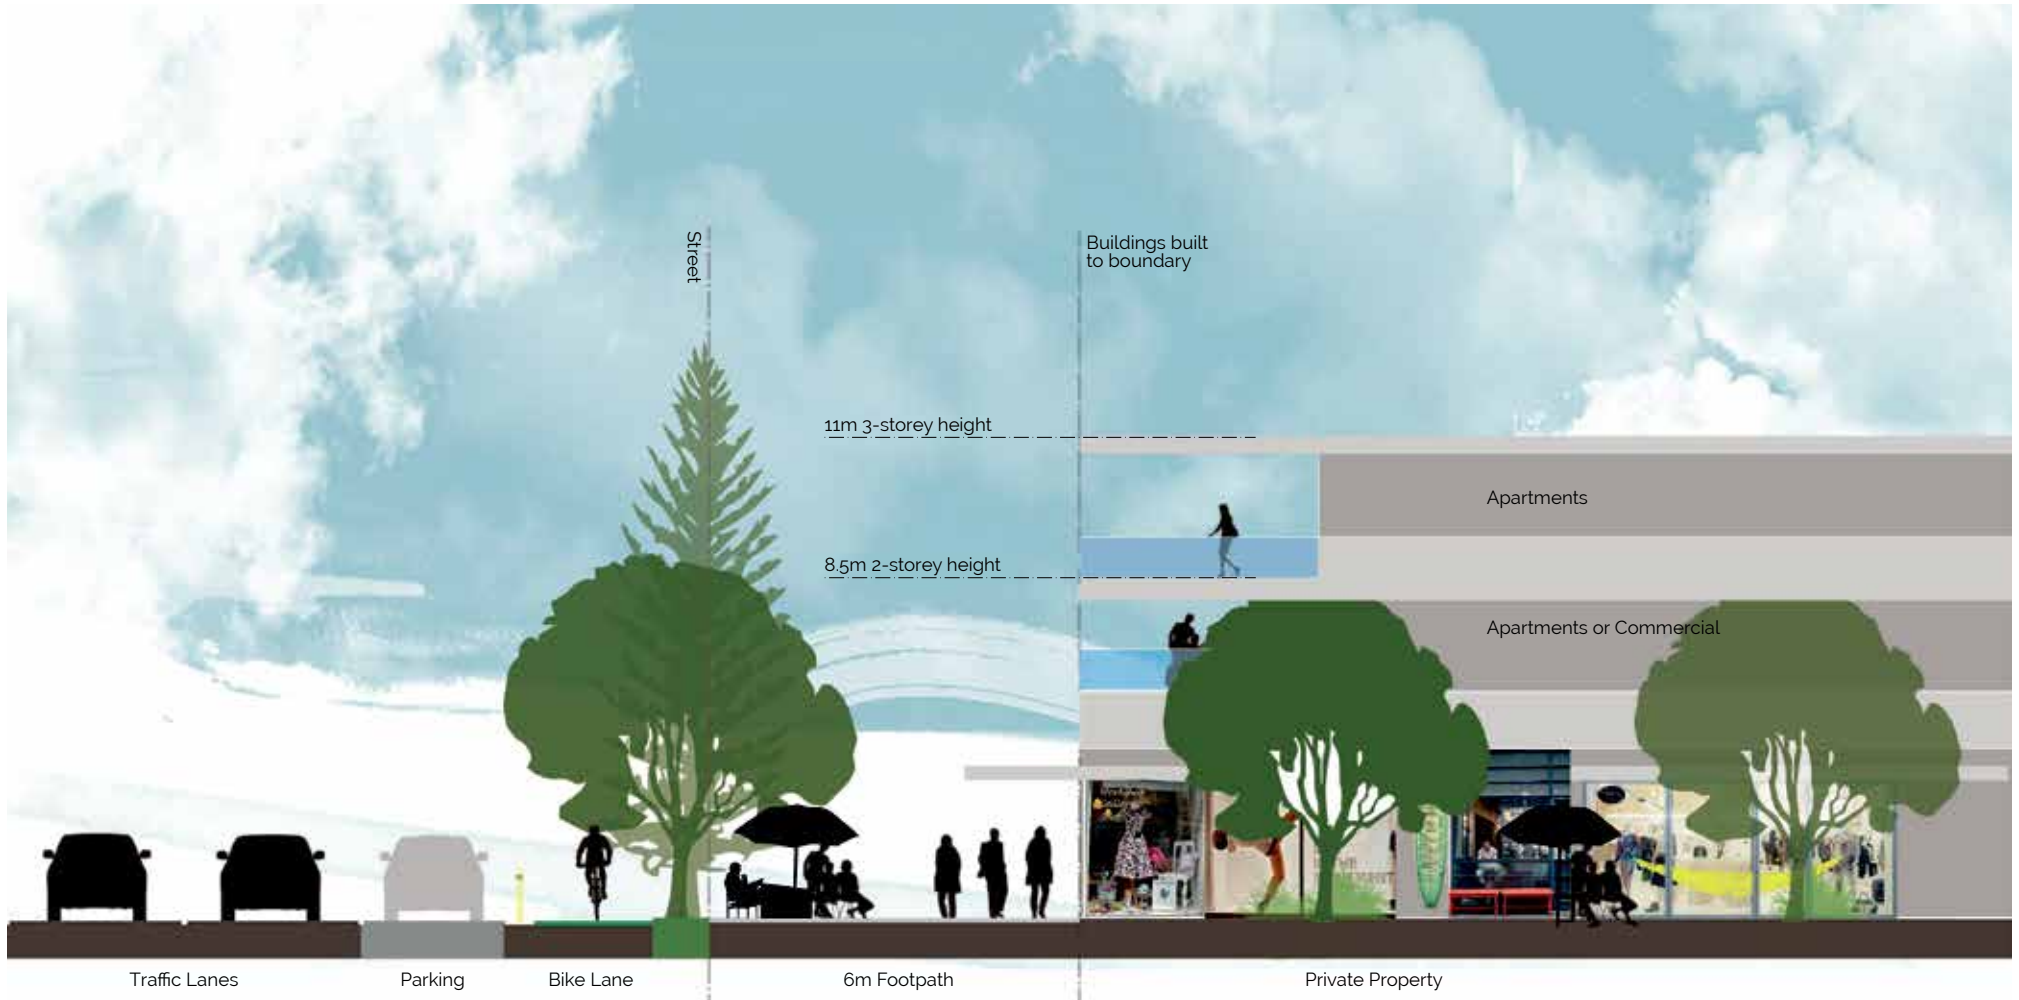 Street
Buildings built
to boundary
11m 3-storey height
Apartments
8.5m 2-storey height
Apartments or Commercial
Traffic Lanes
Parking
Bike Lane
6m Footpath
Private Property